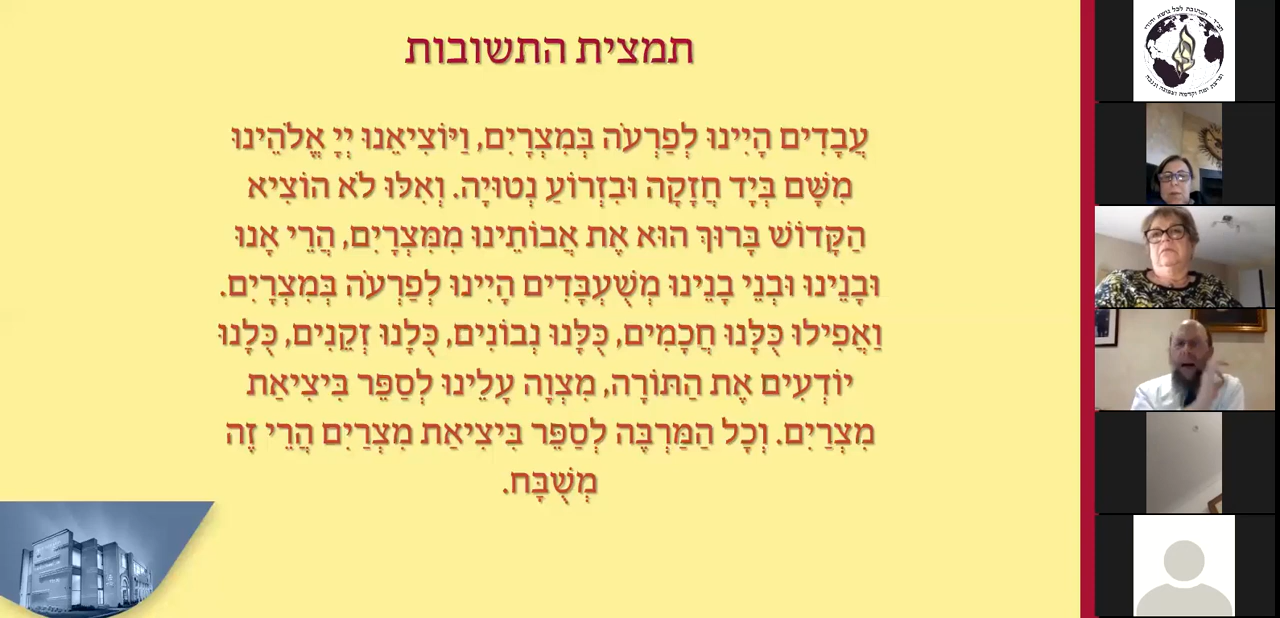 תמצית התשובות
עֲבָדִים הָיִינוּ לְפַרְעֹה בְּמִצְרָיִם, וַיּוֹצִיאֵנוּ יְיָ אֱלֹהֵינוּ
מִשָּׁם בְּיָד חֲזָקָה וּבִזְרוֹעַ נְטוּיָה. וְאִלּוּ לֹא הוֹצִיא
הַקָּדוֹשׁ בָּרוּךְ הוּא אֶת אֲבוֹתֵינוּ מִמִּצְרָיִם, הֲרֵי אָנוּ
וּבָנֵינוּ וּבְנֵי בָנֵינוּ מְשֻׁעְבָּדִים הָיִינוּ לְפַרְעֹה בְּמִצְרָיִם.
וַאֲפִילוּ כֻּלָּנוּ חֲכָמִים, כֻּלָּנוּ נְבוֹנִים, כֻּלָנוּ זְקֵנִים, כֻּלָנוּ
יוֹדְעִים אֶת הַתּוֹרָה, מִצְוָה עָלֵינוּ לְסַפֵּר בִּיצִיאַת
מִצְרַיִם. וְכָל הַמַּרְבֶּה לְסַפֵּר בִּיצִיאַת מִצְרַיִם הֲרֵי זֶה
מְשֻׁבָּח.